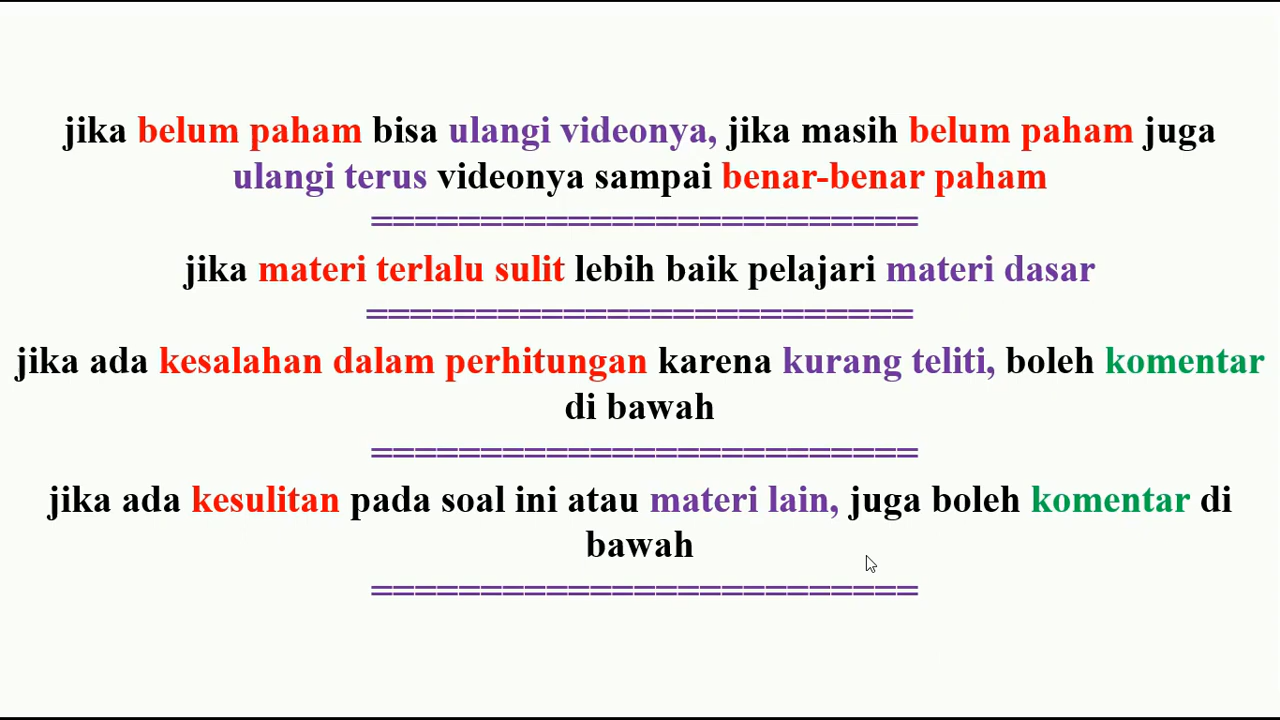 jika belum paham bisa ulangi videonya, jika masih belum paham juga
ulangi terus videonya sampai benar-benar paham
=========================
jika materi terlalu sulit lebih baik pelajari materi dasar
=========================
jika ada kesalahan dalam perhitungan karena kurang teliti, boleh komentar
di bawah
=========================
jika ada kesulitan pada soal ini atau materi lain, juga boleh komentar di
bawah
=========================